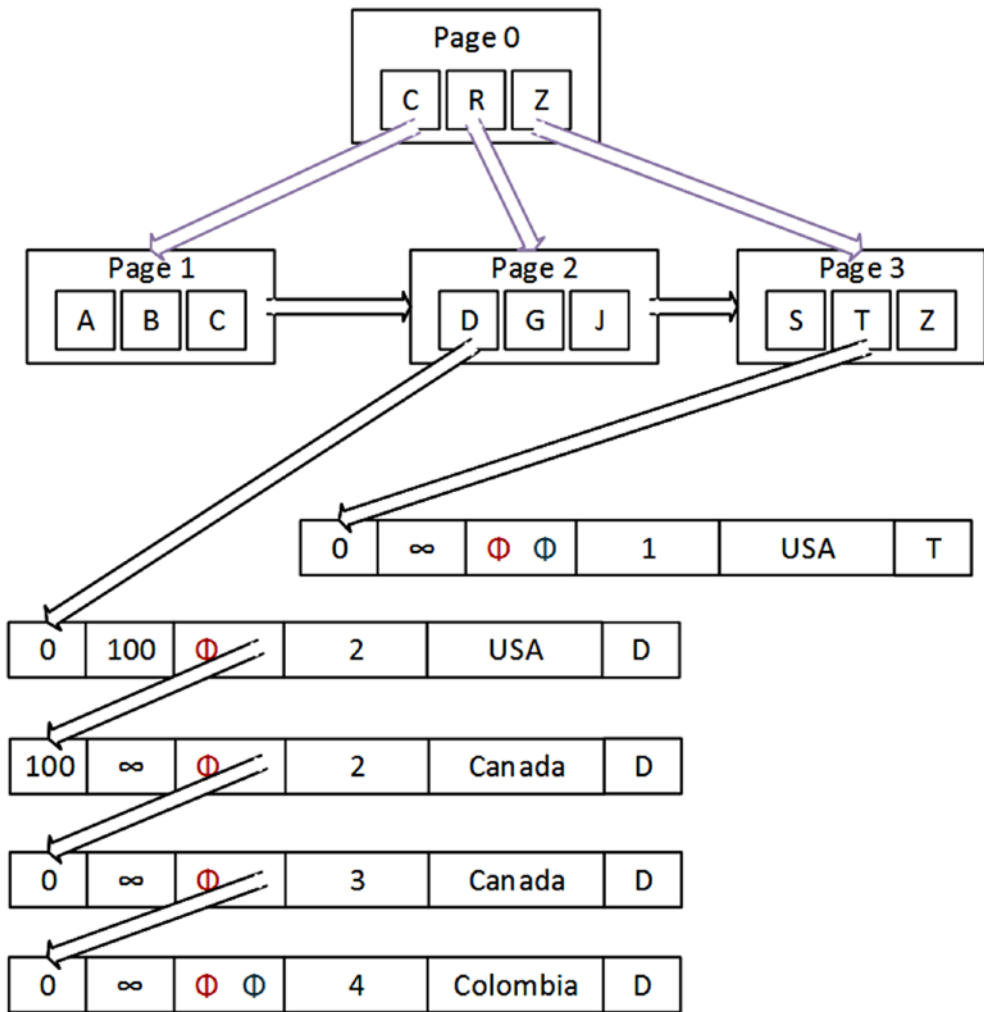 Page 0
C R Z
Page 1 Page 2 Page 3
A B C D G J S T Z
0 ∞ Φ Φ 1 USA T
0 100 Φ 2 USA D
100 ∞ Φ 2 Canada D
0 ∞ Φ 3 Canada D
0 ∞ Φ Φ 4 Colombia D